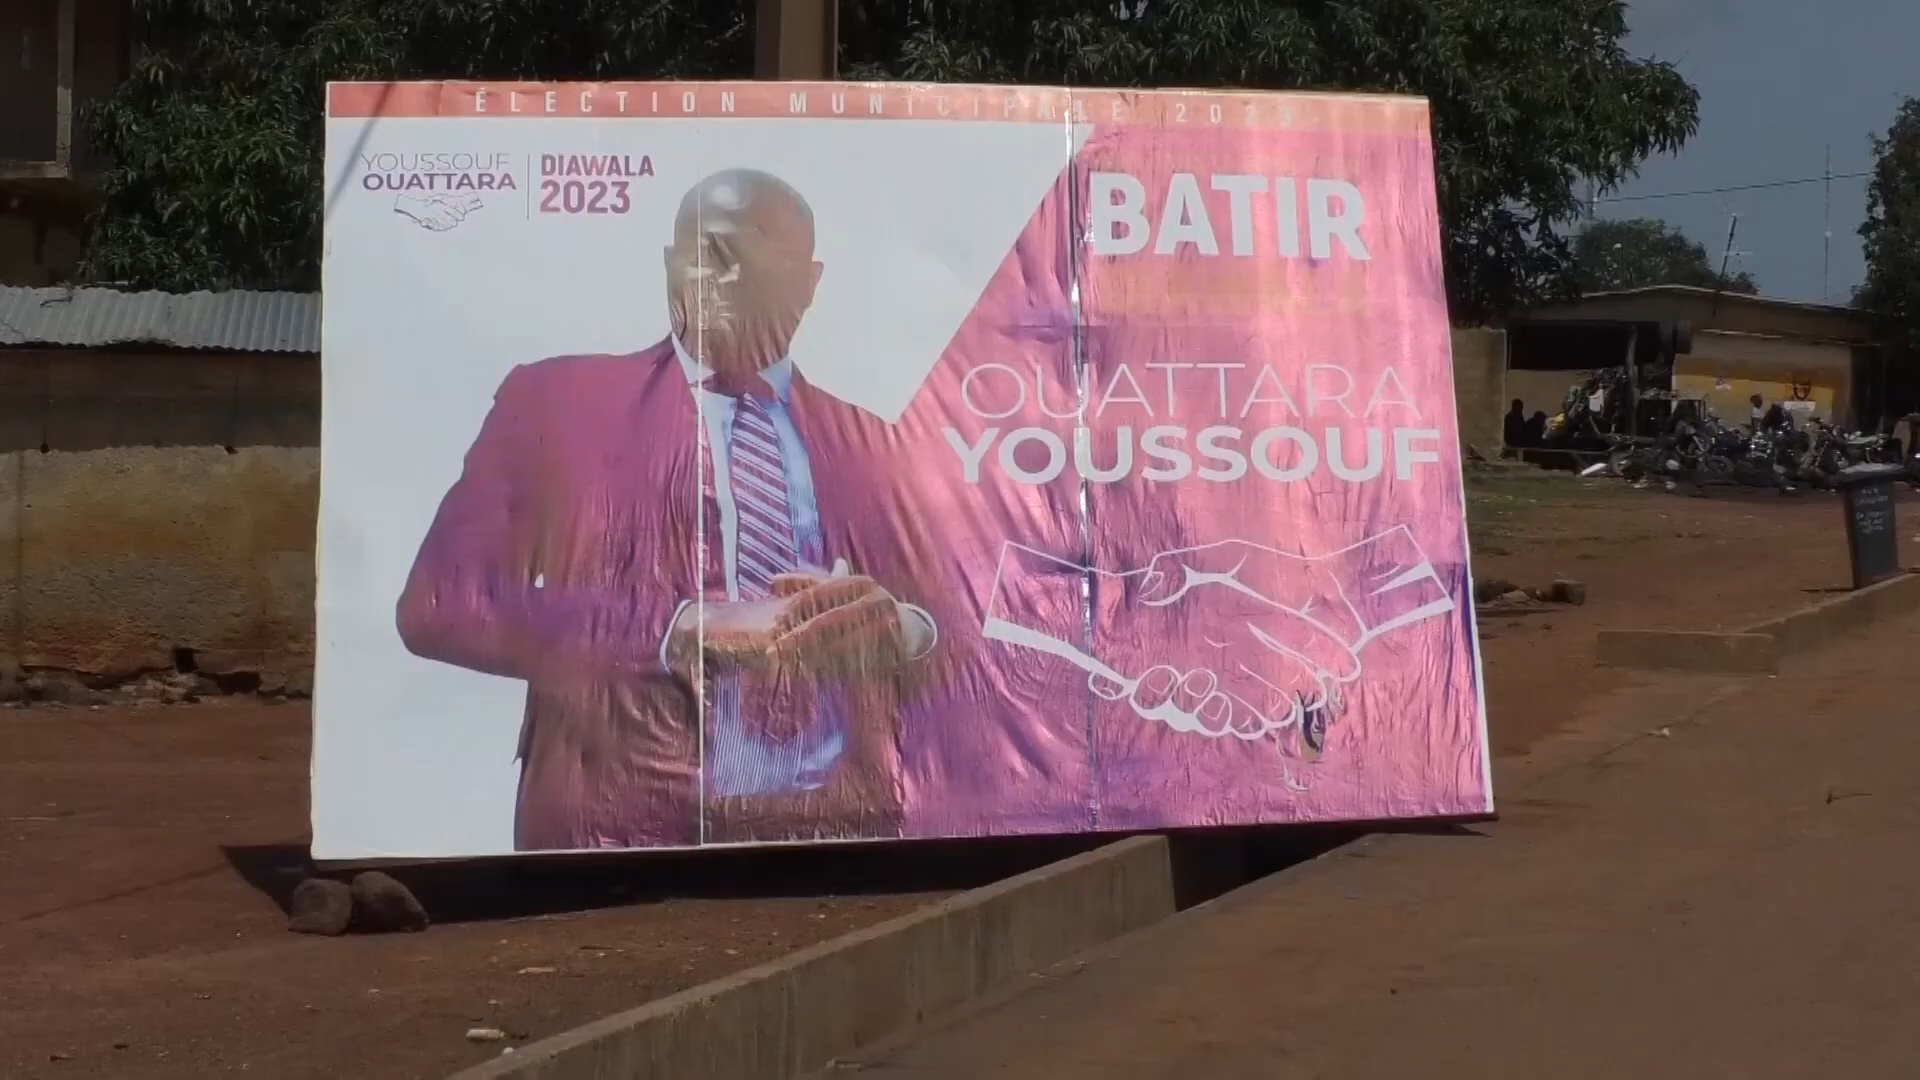 ÉLECTION MUNICIPALE 2023
YOUSSOUF
OUATTARA
DIAWALA
2023
BATIR
OUATTARA
YOUSSOUF